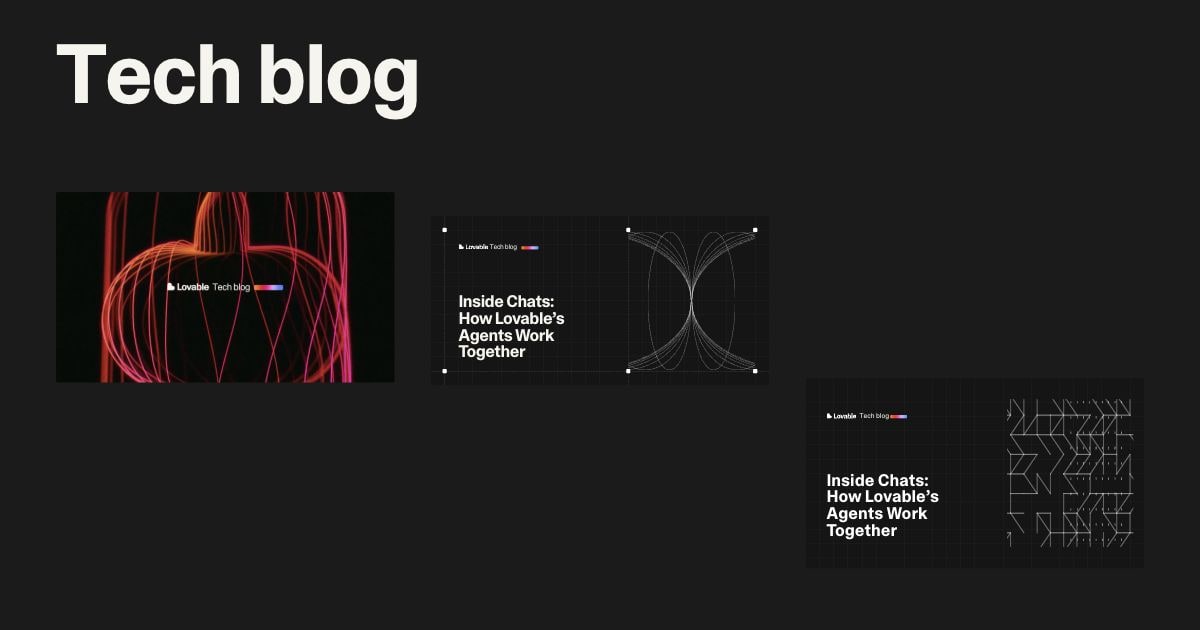 Tech blog
Lovable Tech blog
Lovable Tech blog
Inside Chats:
How Lovable’s
Agents Work
Together
Lovable Tech blog
Inside Chats:
How Lovable’s
Agents Work
Together